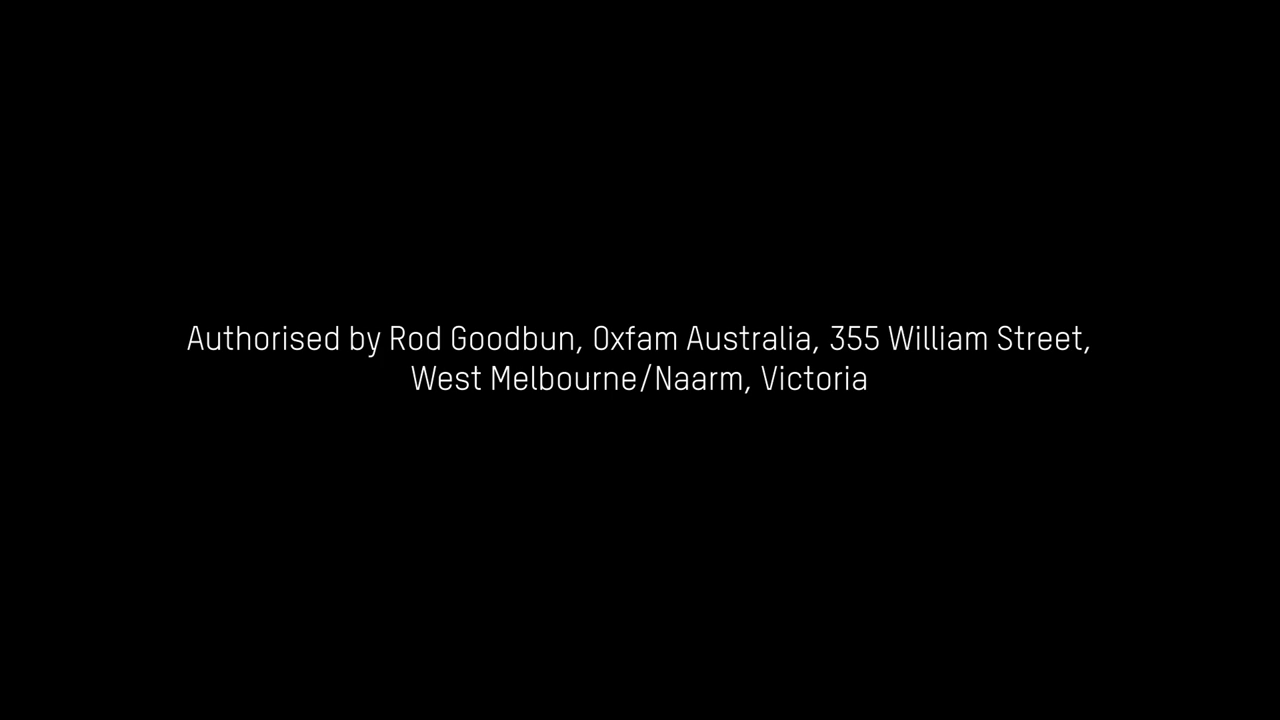 Authorised by Rod Goodbun, Oxfam Australia, 355 William Street,
West Melbourne/Naarm, Victoria